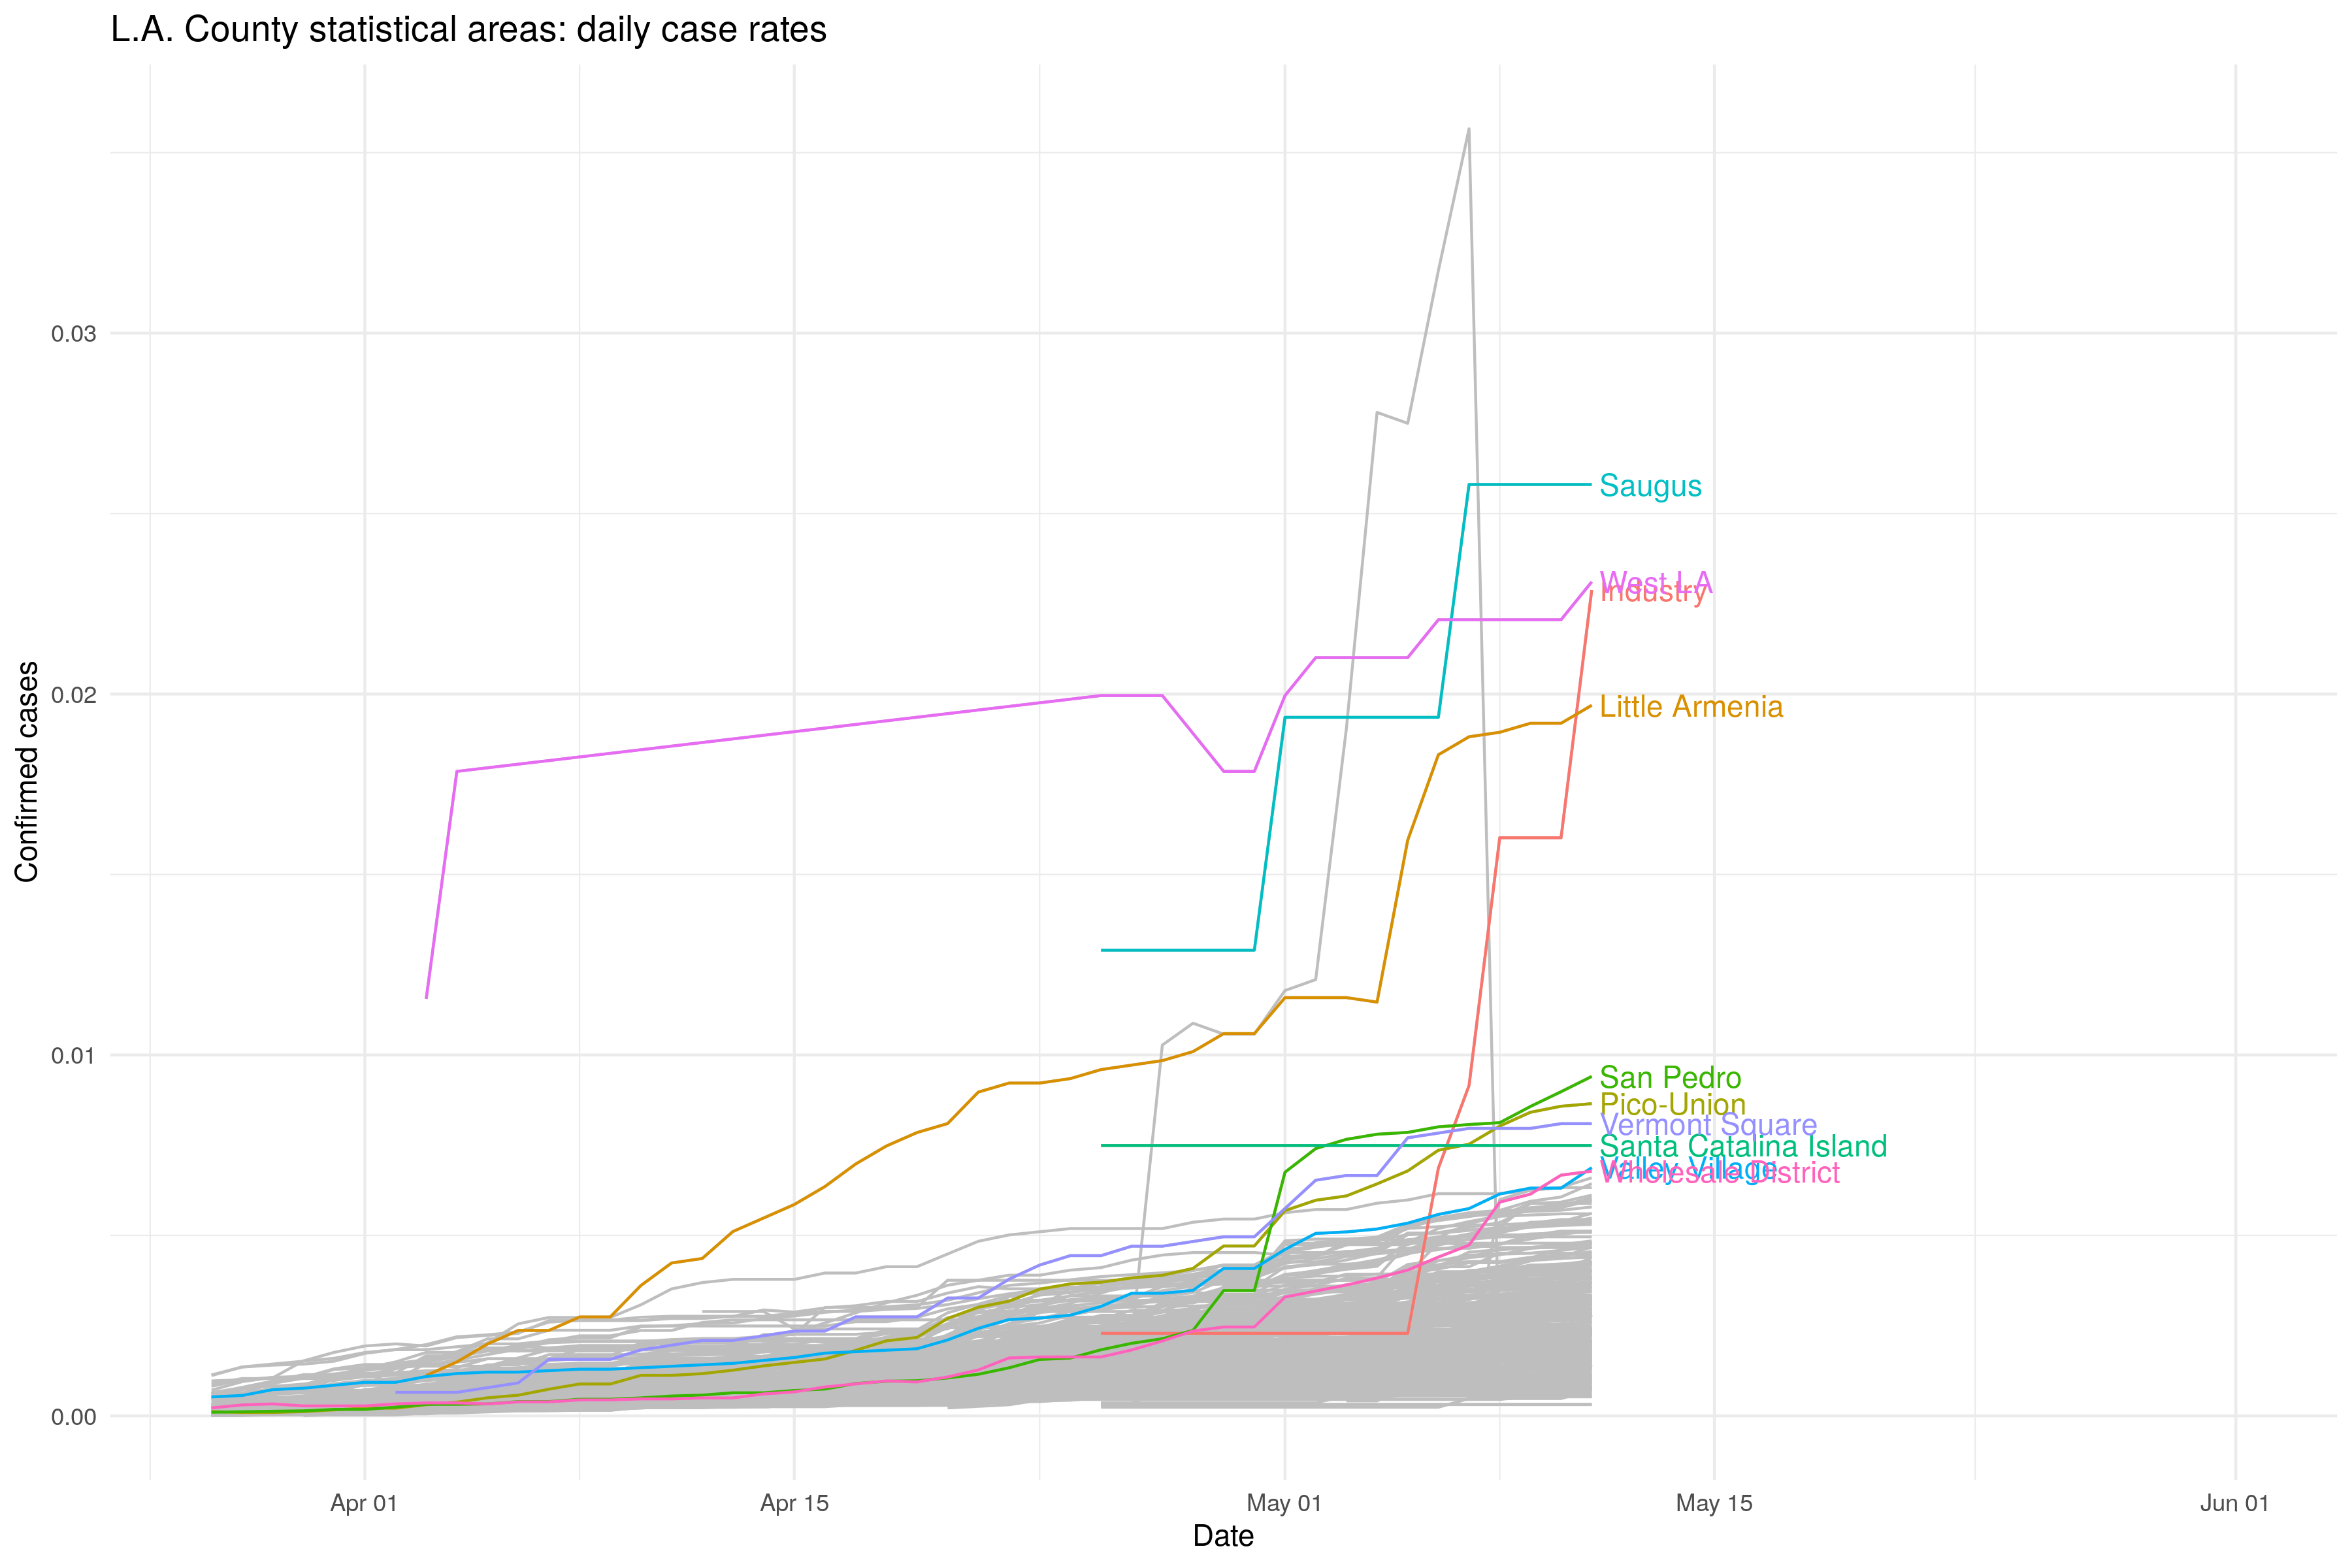 L.A. County statistical areas: daily case rates
Confirmed cases
0.03
0.02
0.01
0.00
Saugus
West LA
Industry
Little Armenia
San Pedro
Pico-Union
Vermont Square
Santa Catalina Island
Valley Village
Wholesale District
Apr 01
Apr 15
May 01
May 15
Jun 01
Date